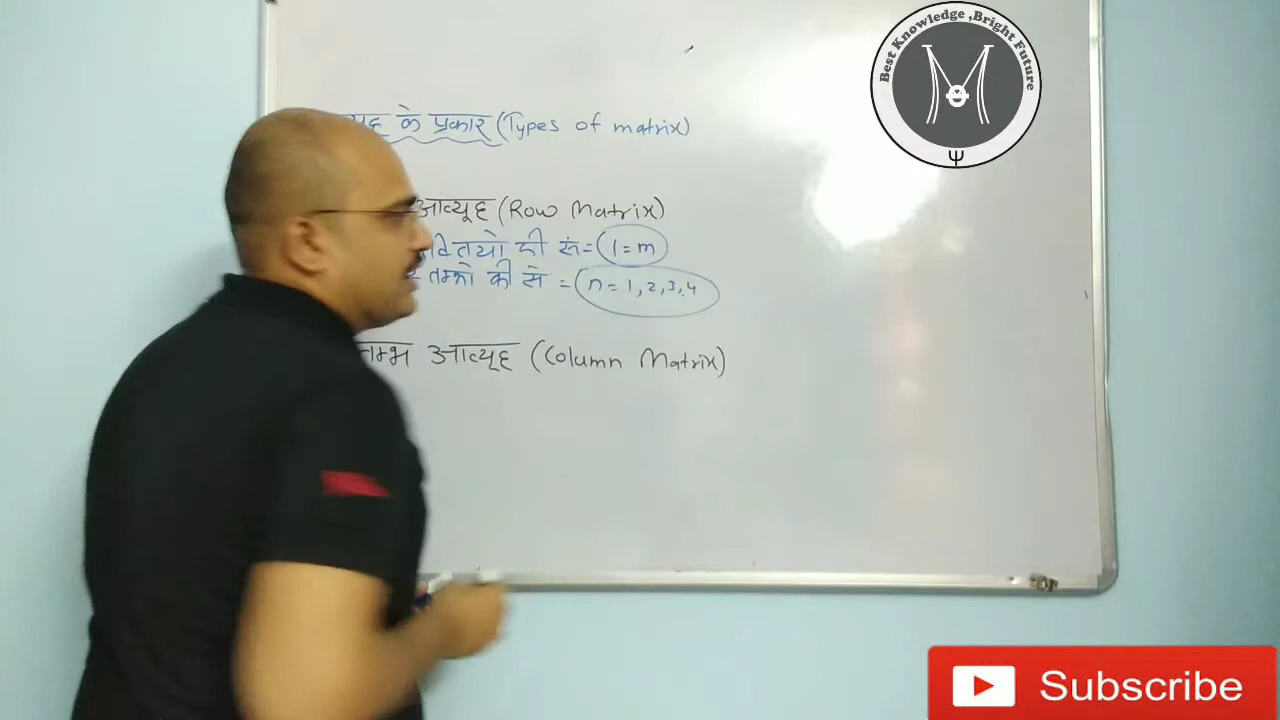 के प्रकार (Types of matrix)
आव्यूह (Row Matrix)
की सं = 1 = m
की सं = n = 1, 2, 3, 4
आव्यूह (Column Matrix)
Best Knowledge ,Bright Future
Ψ
Subscribe